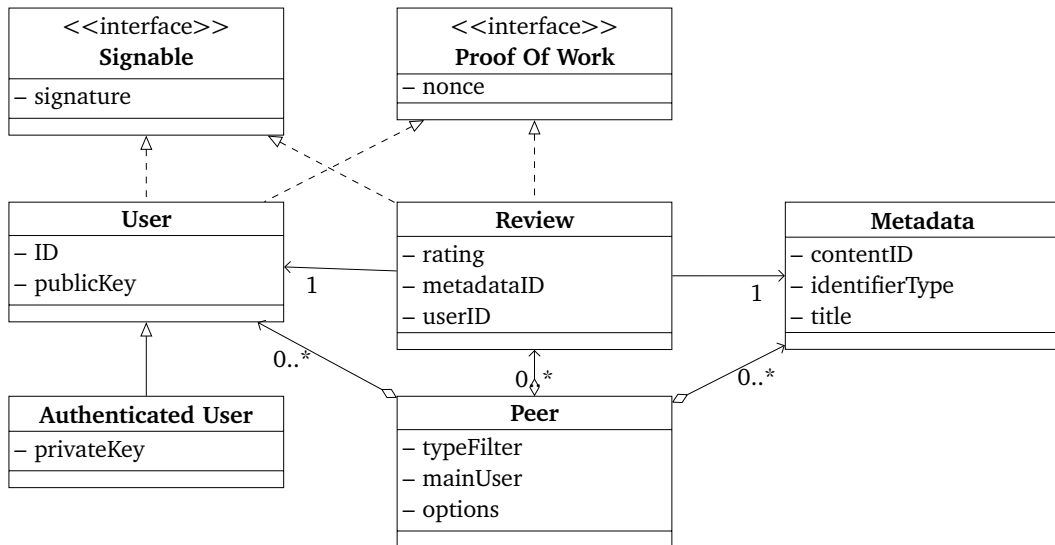 <<interface>>
Signable
– signature
<<interface>>
Proof Of Work
– nonce
User
– ID
– publicKey
Review
– rating
– metadataID
– userID
Metadata
– contentID
– identifierType
– title
1
1
0..*
0..*
0..*
Authenticated User
– privateKey
Peer
– typeFilter
– mainUser
– options